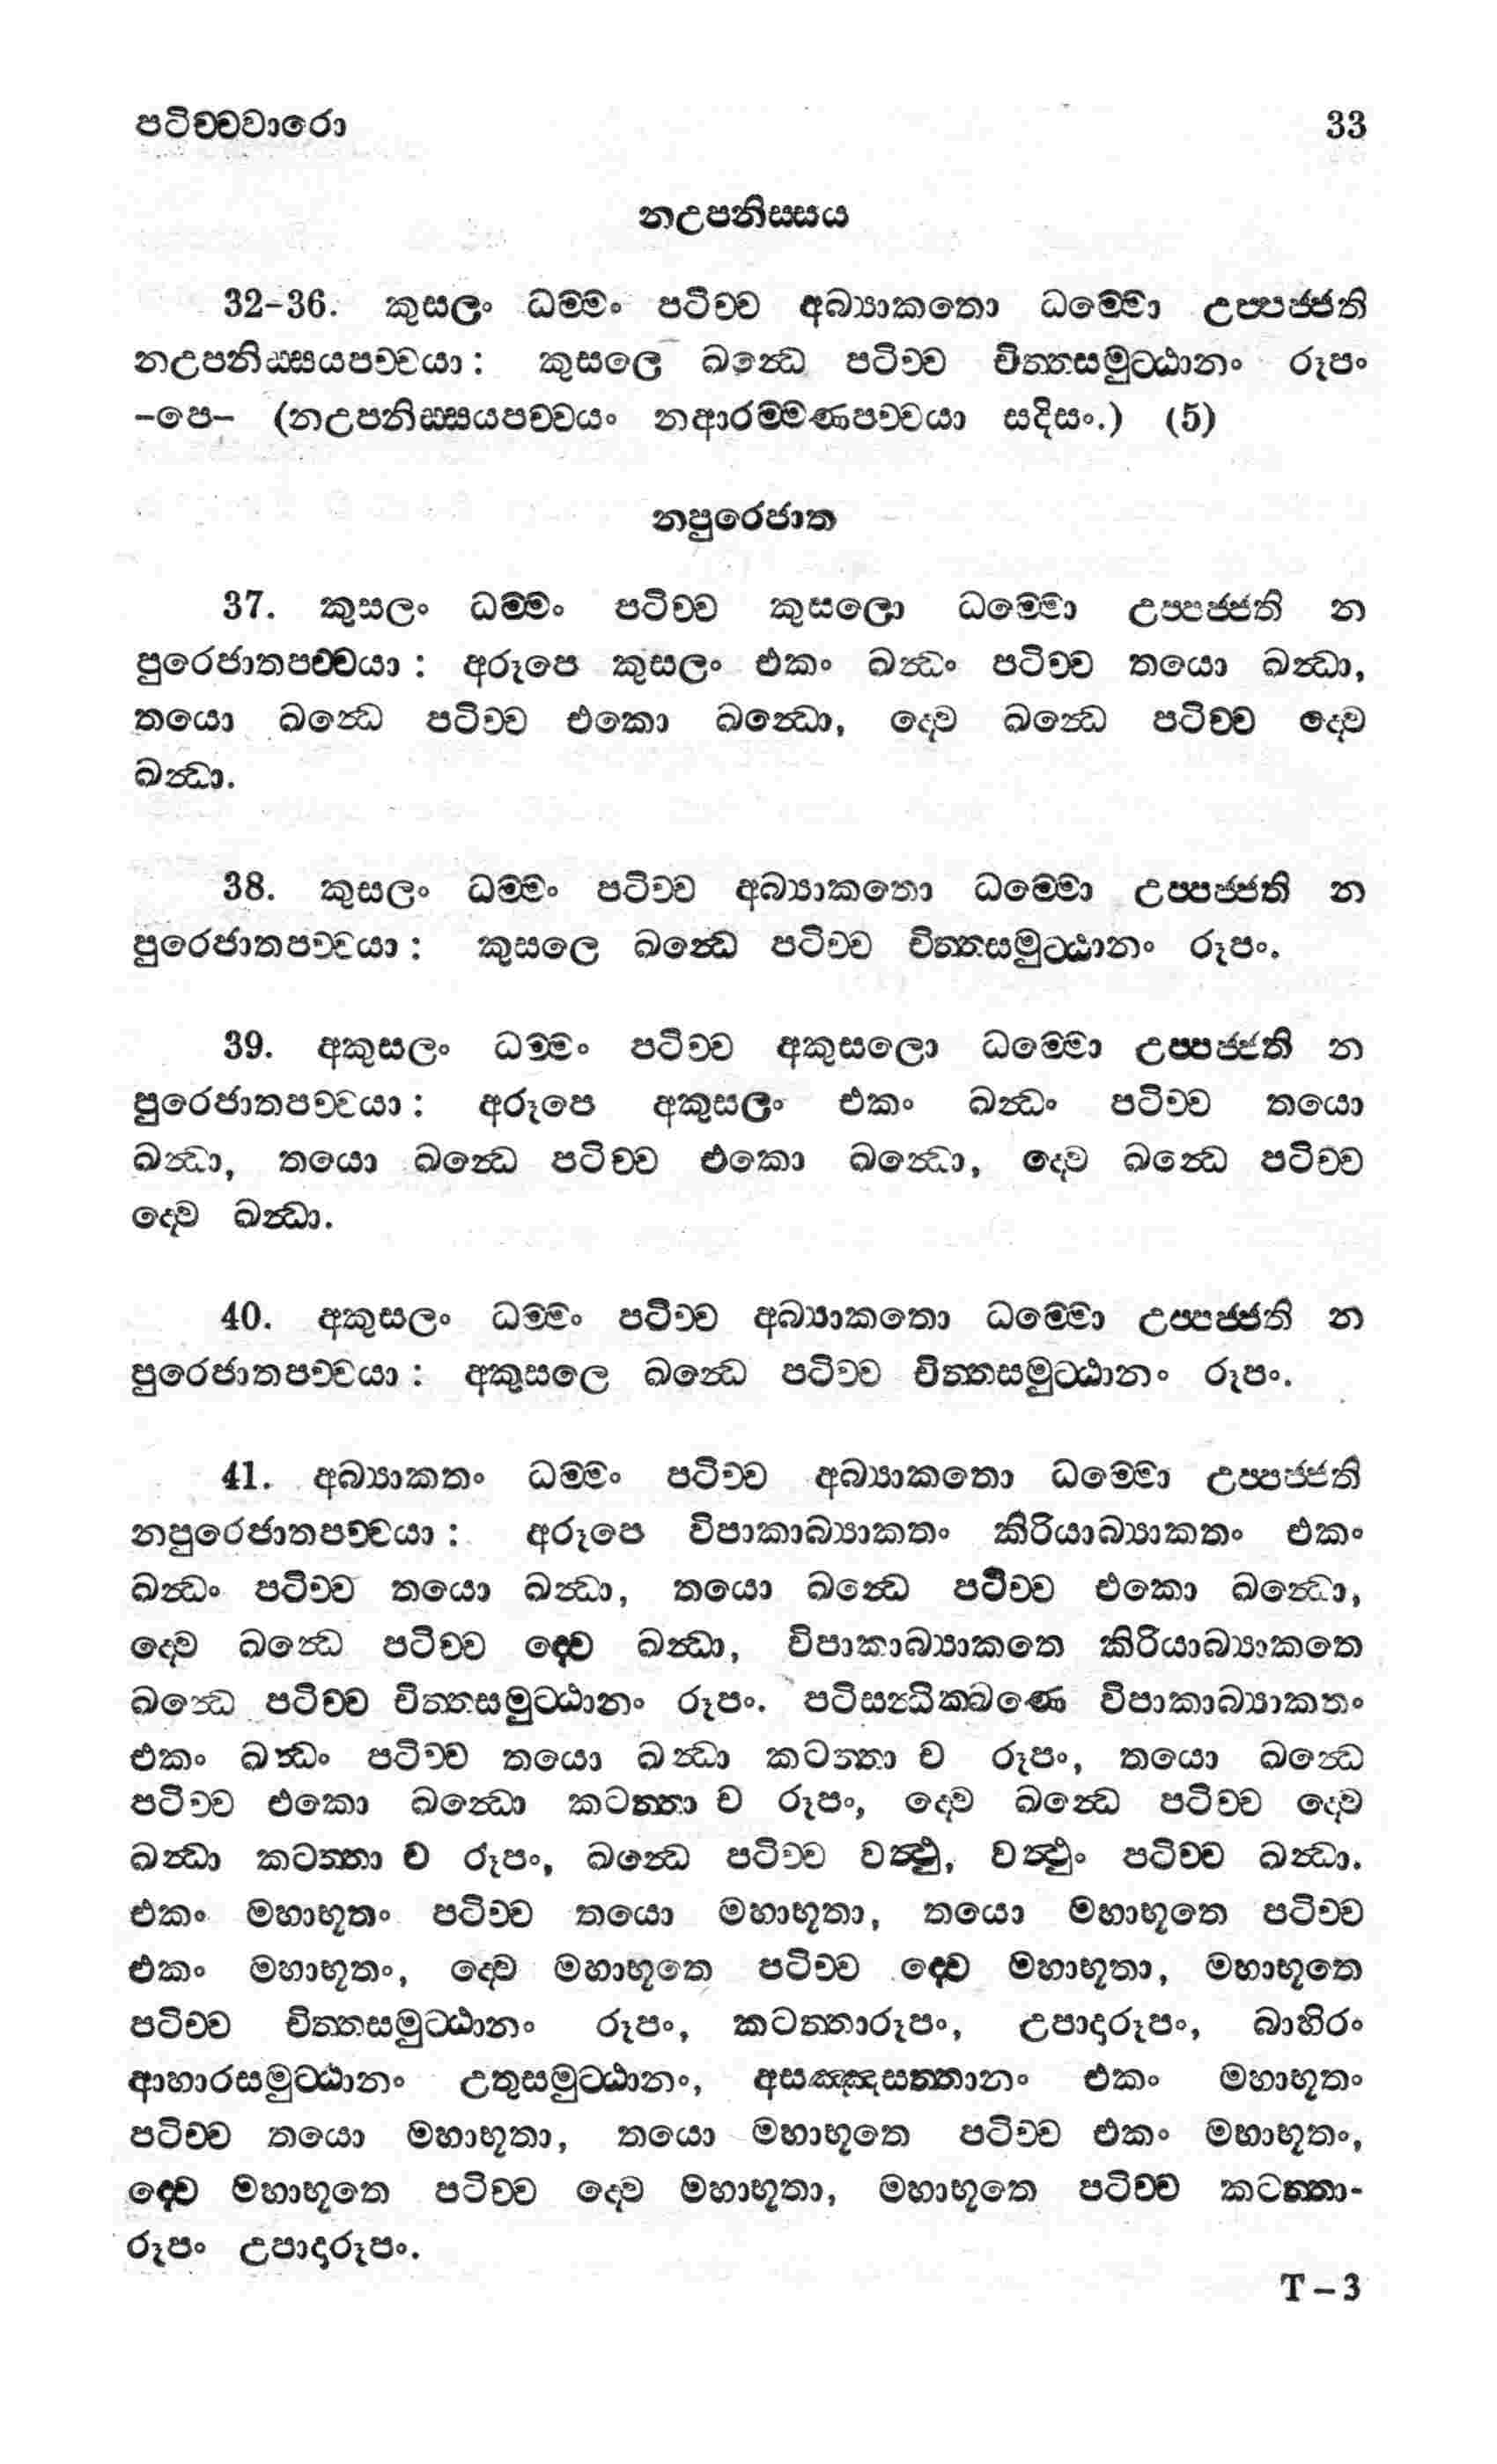 පටිච්චවාරො 33
නඋපනිස්සය
32-36. කුසලං ධම්මං පටිච්ච අබ්‍යාකතො ධම්මො උප්පජ්ජති
නඋපනිස්සයපච්චයා : කුසලෙ ඛන්ධෙ පටිච්ච චිත්තසමුට්ඨානං රූපං
-පෙ- (නඋපනිස්සයපච්චයං නආරම්මණපච්චයා සදිසං.) (5)
නපුරෙජාත
37. කුසලං ධම්මං පටිච්ච කුසලො ධම්මො උප්පජ්ජති න
පුරෙජාතපච්චයා : අරූපෙ කුසලං එකං ඛන්ධං පටිච්ච තයො ඛන්ධා,
තයො ඛන්ධෙ පටිච්ච එකො ඛන්ධො, ද්වෙ ඛන්ධෙ පටිච්ච ද්වෙ
ඛන්ධා.
38. කුසලං ධම්මං පටිච්ච අබ්‍යාකතො ධම්මො උප්පජ්ජති න
පුරෙජාතපච්චයා : කුසලෙ ඛන්ධෙ පටිච්ච චිත්තසමුට්ඨානං රූපං.
39. අකුසලං ධම්මං පටිච්ච අකුසලො ධම්මො උප්පජ්ජති න
පුරෙජාතපච්චයා : අරූපෙ අකුසලං එකං ඛන්ධං පටිච්ච තයො
ඛන්ධා, තයො ඛන්ධෙ පටිච්ච එකො ඛන්ධො, ද්වෙ ඛන්ධෙ පටිච්ච
ද්වෙ ඛන්ධා.
40. අකුසලං ධම්මං පටිච්ච අබ්‍යාකතො ධම්මො උප්පජ්ජති න
පුරෙජාතපච්චයා : අකුසලෙ ඛන්ධෙ පටිච්ච චිත්තසමුට්ඨානං රූපං.
41. අබ්‍යාකතං ධම්මං පටිච්ච අබ්‍යාකතො ධම්මො උප්පජ්ජති
නපුරෙජාතපච්චයා : අරූපෙ විපාකාබ්‍යාකතං කිරියාබ්‍යාකතං එකං
ඛන්ධං පටිච්ච තයො ඛන්ධා, තයො ඛන්ධෙ පටිච්ච එකො ඛන්ධො,
ද්වෙ ඛන්ධෙ පටිච්ච ද්වෙ ඛන්ධා, විපාකාබ්‍යාකතෙ කිරියාබ්‍යාකතෙ
ඛන්ධෙ පටිච්ච චිත්තසමුට්ඨානං රූපං. පටිසන්ධික්ඛණෙ විපාකාබ්‍යාකතං
එකං ඛන්ධං පටිච්ච තයො ඛන්ධා කටත්තා ච රූපං, තයො ඛන්ධෙ
පටිච්ච එකො ඛන්ධො කටත්තා ච රූපං, ද්වෙ ඛන්ධෙ පටිච්ච ද්වෙ
ඛන්ධා කටත්තා ච රූපං, ඛන්ධෙ පටිච්ච වත්ථු, වත්ථුං පටිච්ච ඛන්ධා.
එකං මහාභූතං පටිච්ච තයො මහාභූතා, තයො මහාභූතෙ පටිච්ච
එකං මහාභූතං, ද්වෙ මහාභූතෙ පටිච්ච ද්වෙ මහාභූතා, මහාභූතෙ
පටිච්ච චිත්තසමුට්ඨානං රූපං, කටත්තාරූපං, උපාදාරූපං, බාහිරං
ආහාරසමුට්ඨානං උතුසමුට්ඨානං, අසඤ්ඤසත්තානං එකං මහාභූතං
පටිච්ච තයො මහාභූතා, තයො මහාභූතෙ පටිච්ච එකං මහාභූතං,
ද්වෙ මහාභූතෙ පටිච්ච ද්වෙ මහාභූතා, මහාභූතෙ පටිච්ච කටත්තා-
රූපං උපාදාරූපං.
T – 3